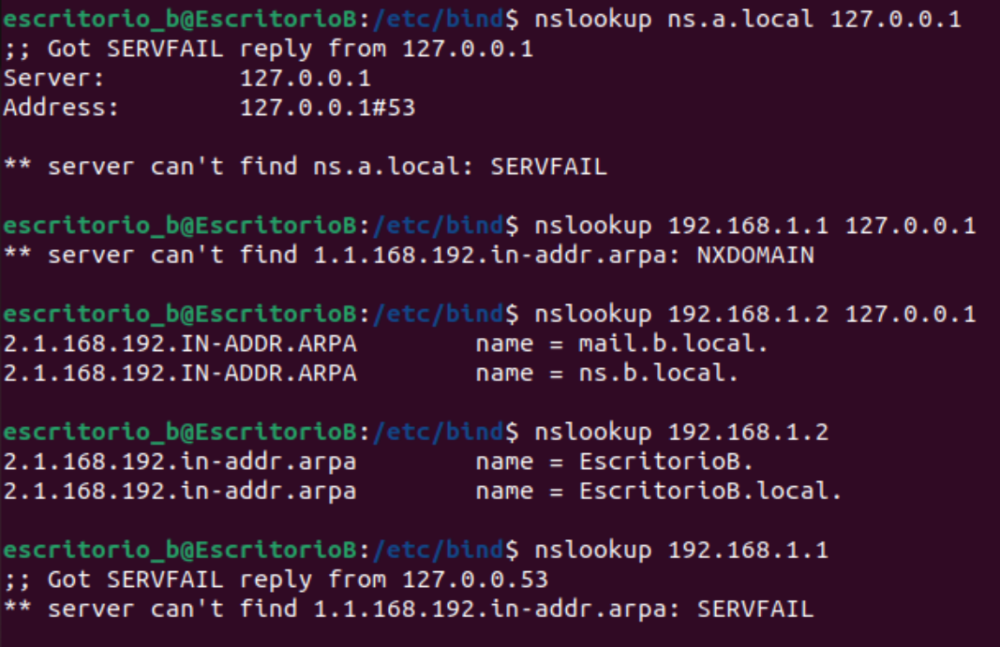 escritorio_b@EscritorioB:/etc/bind$ nslookup ns.a.local 127.0.0.1
;; Got SERVFAIL reply from 127.0.0.1
Server:         127.0.0.1
Address:        127.0.0.1#53
** server can't find ns.a.local: SERVFAIL
escritorio_b@EscritorioB:/etc/bind$ nslookup 192.168.1.1 127.0.0.1
** server can't find 1.1.168.192.in-addr.arpa: NXDOMAIN
escritorio_b@EscritorioB:/etc/bind$ nslookup 192.168.1.2 127.0.0.1
2.1.168.192.IN-ADDR.ARPA        name = mail.b.local.
2.1.168.192.IN-ADDR.ARPA        name = ns.b.local.
escritorio_b@EscritorioB:/etc/bind$ nslookup 192.168.1.2
2.1.168.192.in-addr.arpa        name = EscritorioB.
2.1.168.192.in-addr.arpa        name = EscritorioB.local.
escritorio_b@EscritorioB:/etc/bind$ nslookup 192.168.1.1
;; Got SERVFAIL reply from 127.0.0.53
** server can't find 1.1.168.192.in-addr.arpa: SERVFAIL